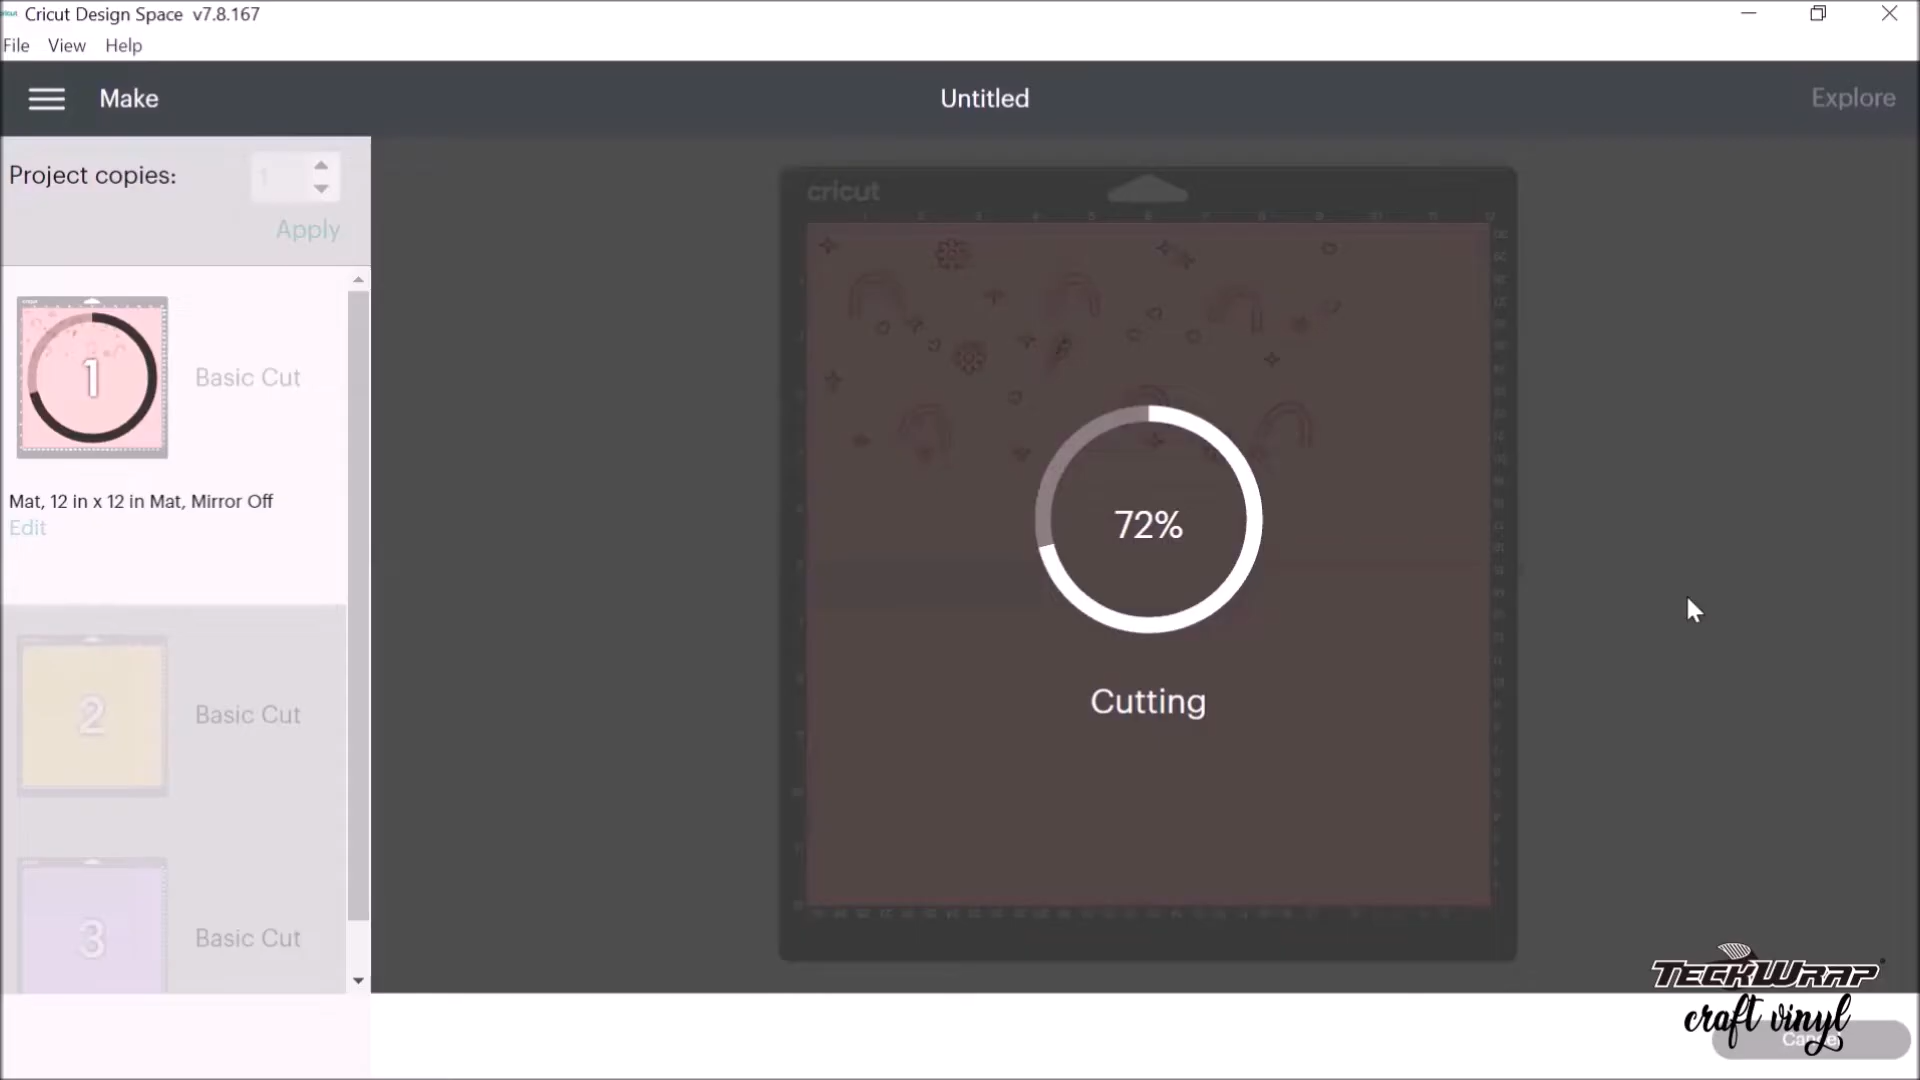 cricut Cricut Design Space v7.8.167
File View Help
Make
Untitled
Explore
Project copies:
1
Apply
1
Basic Cut
Mat, 12 in x 12 in Mat, Mirror Off
Edit
2
Basic Cut
3
Basic Cut
cricut
72%
Cutting
TECKWRAP
craft vinyl
Cancel